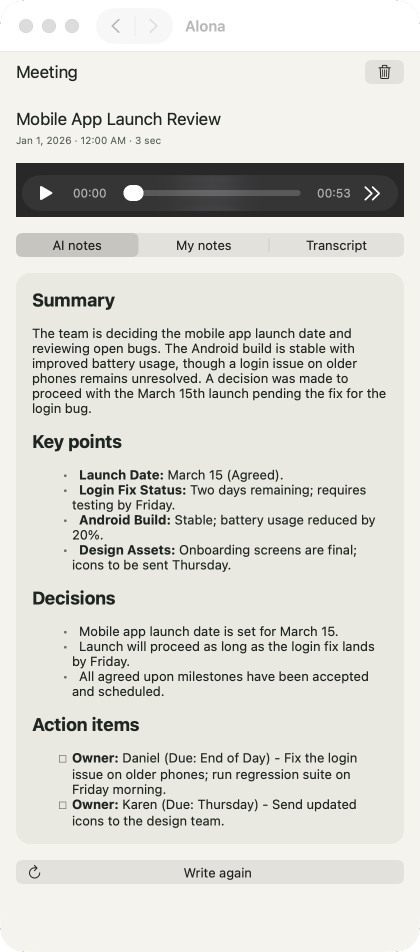 Alona
Meeting
Mobile App Launch Review
Jan 1, 2026 · 12:00 AM · 3 sec
00:00 00:53
AI notes My notes Transcript
Summary
The team is deciding the mobile app launch date and
reviewing open bugs. The Android build is stable with
improved battery usage, though a login issue on older
phones remains unresolved. A decision was made to
proceed with the March 15th launch pending the fix for the
login bug.
Key points
• Launch Date: March 15 (Agreed).
• Login Fix Status: Two days remaining; requires
testing by Friday.
• Android Build: Stable; battery usage reduced by
20%.
• Design Assets: Onboarding screens are final;
icons to be sent Thursday.
Decisions
• Mobile app launch date is set for March 15.
• Launch will proceed as long as the login fix lands
by Friday.
• All agreed upon milestones have been accepted
and scheduled.
Action items
☐ Owner: Daniel (Due: End of Day) - Fix the login
issue on older phones; run regression suite on
Friday morning.
☐ Owner: Karen (Due: Thursday) - Send updated
icons to the design team.
Write again